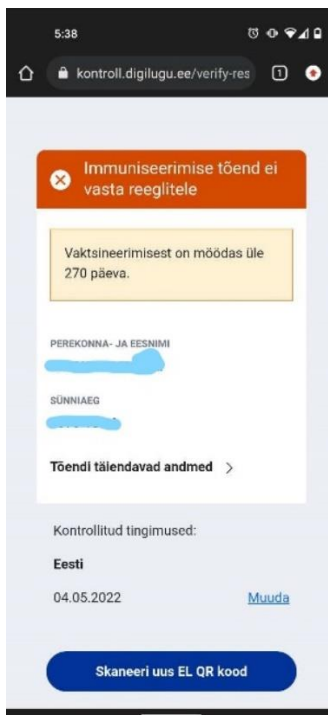 5:38
kontroll.digilugu.ee/verify-res
1
Immuniseerimise tõend ei
vasta reeglitele
Vaktsineerimisest on möödas üle
270 päeva.
PEREKONNA- JA EESNIMI
SÜNNIAEG
Tõendi täiendavad andmed
Kontrollitud tingimused:
Eesti
04.05.2022 Muuda
Skaneeri uus EL QR kood